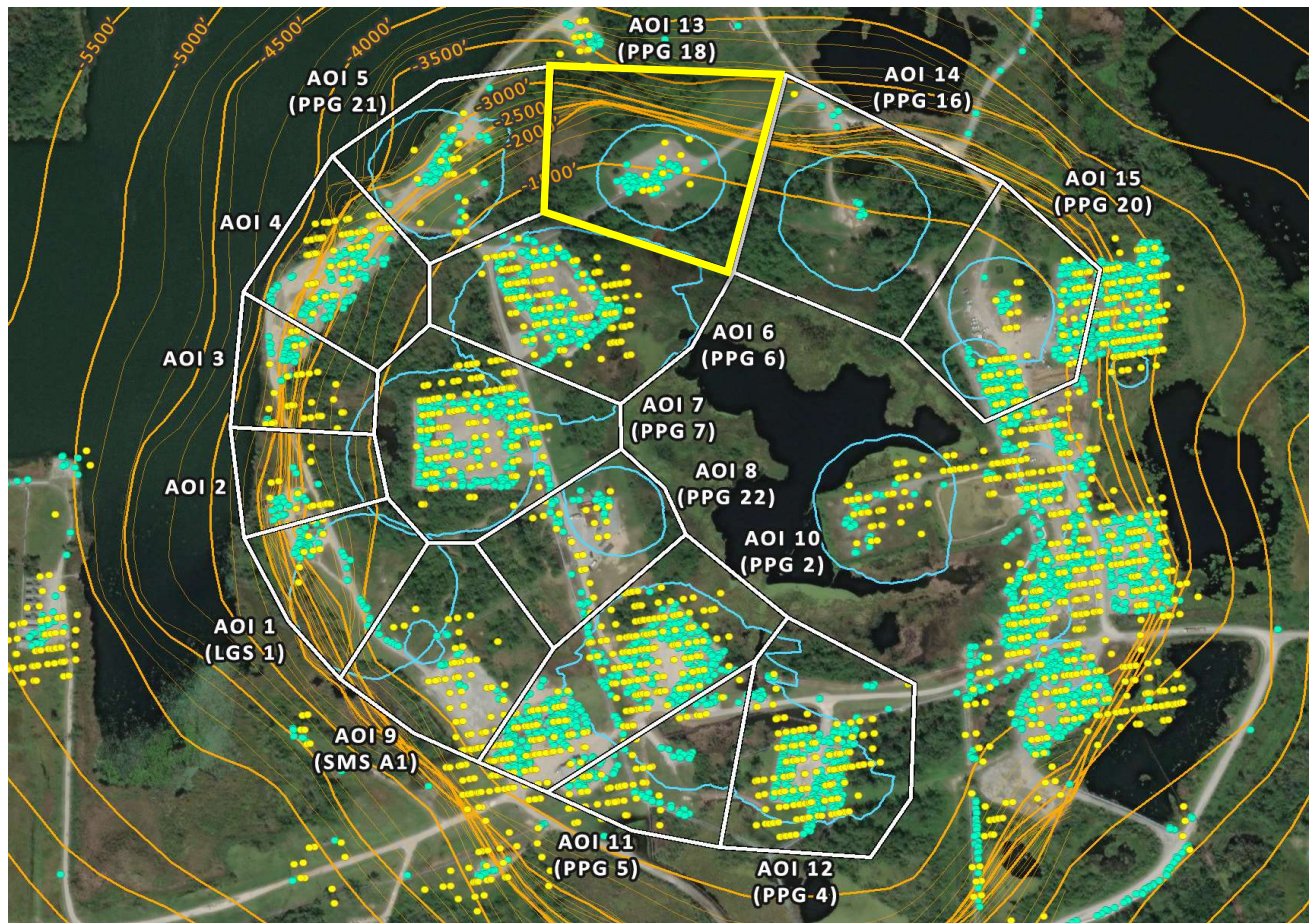 -5500'
-5000'
-4500'
-4000'
-3500'
-3000'
-2500'
-2000'
AOI 13
(PPG 18)
AOI 5
(PPG 21)
AOI 14
(PPG 16)
AOI 15
(PPG 20)
AOI 4
AOI 3
AOI 6
(PPG 6)
AOI 7
(PPG 7)
AOI 2
AOI 8
(PPG 22)
AOI 10
(PPG 2)
AOI 1
(LGS 1)
AOI 9
(SMS A1)
AOI 11
(PPG 5)
AOI 12
(PPG 4)